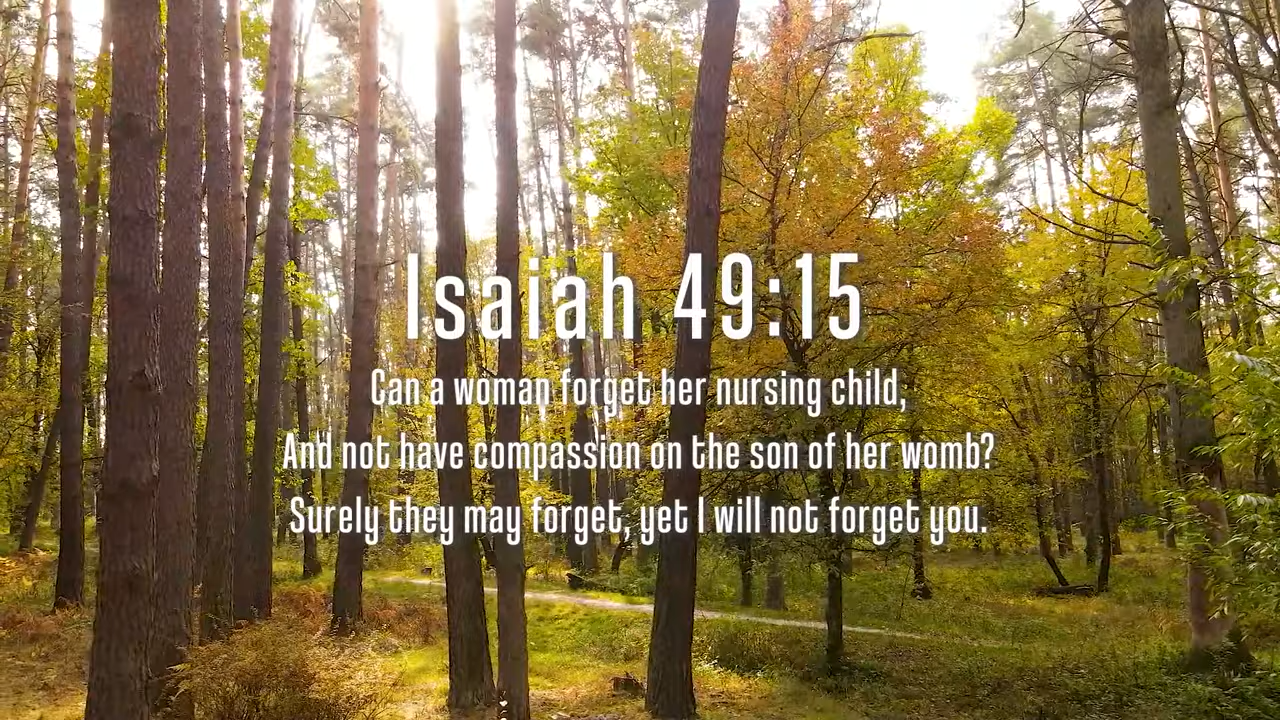 Isaiah 49:15
Can a woman forget her nursing child,
And not have compassion on the son of her womb?
Surely they may forget, yet I will not forget you.